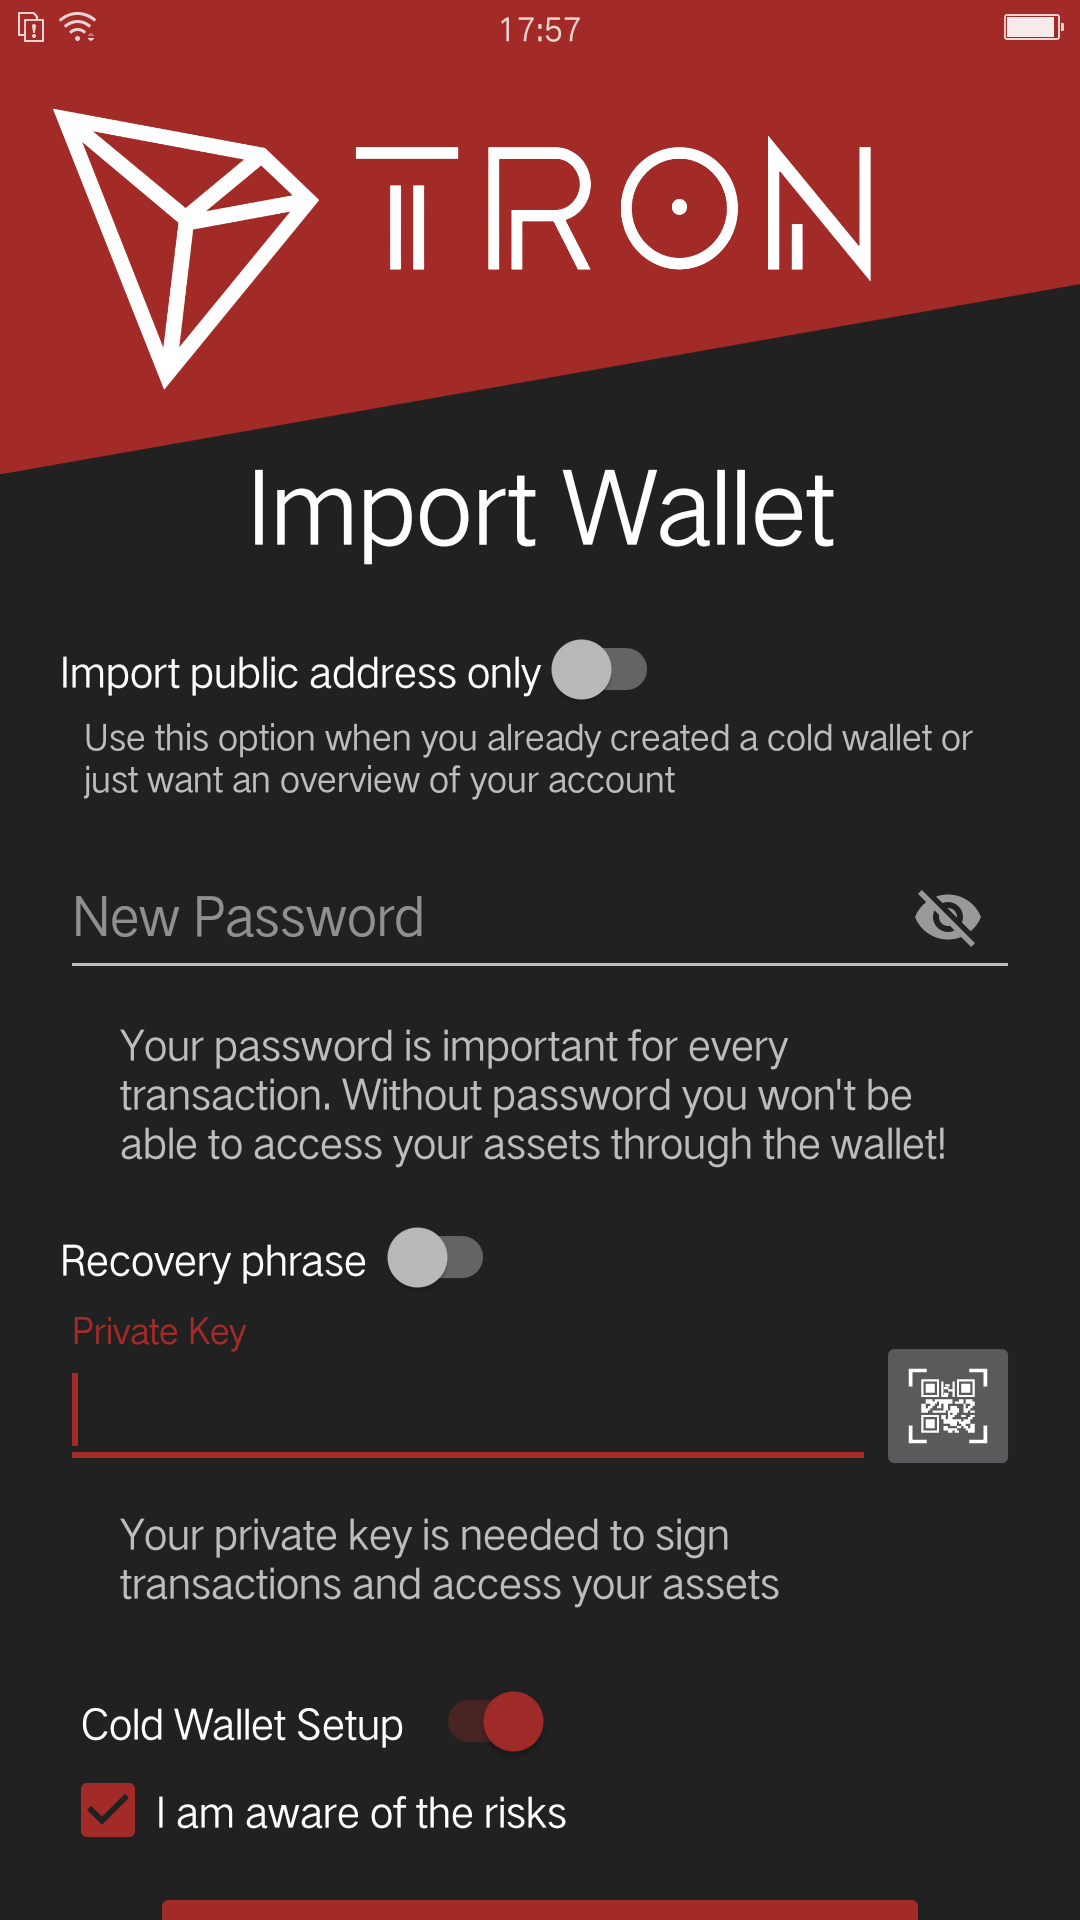 17:57
TRON
Import Wallet
Import public address only
Use this option when you already created a cold wallet or
just want an overview of your account
New Password
Your password is important for every
transaction. Without password you won't be
able to access your assets through the wallet!
Recovery phrase
Private Key
Your private key is needed to sign
transactions and access your assets
Cold Wallet Setup
I am aware of the risks